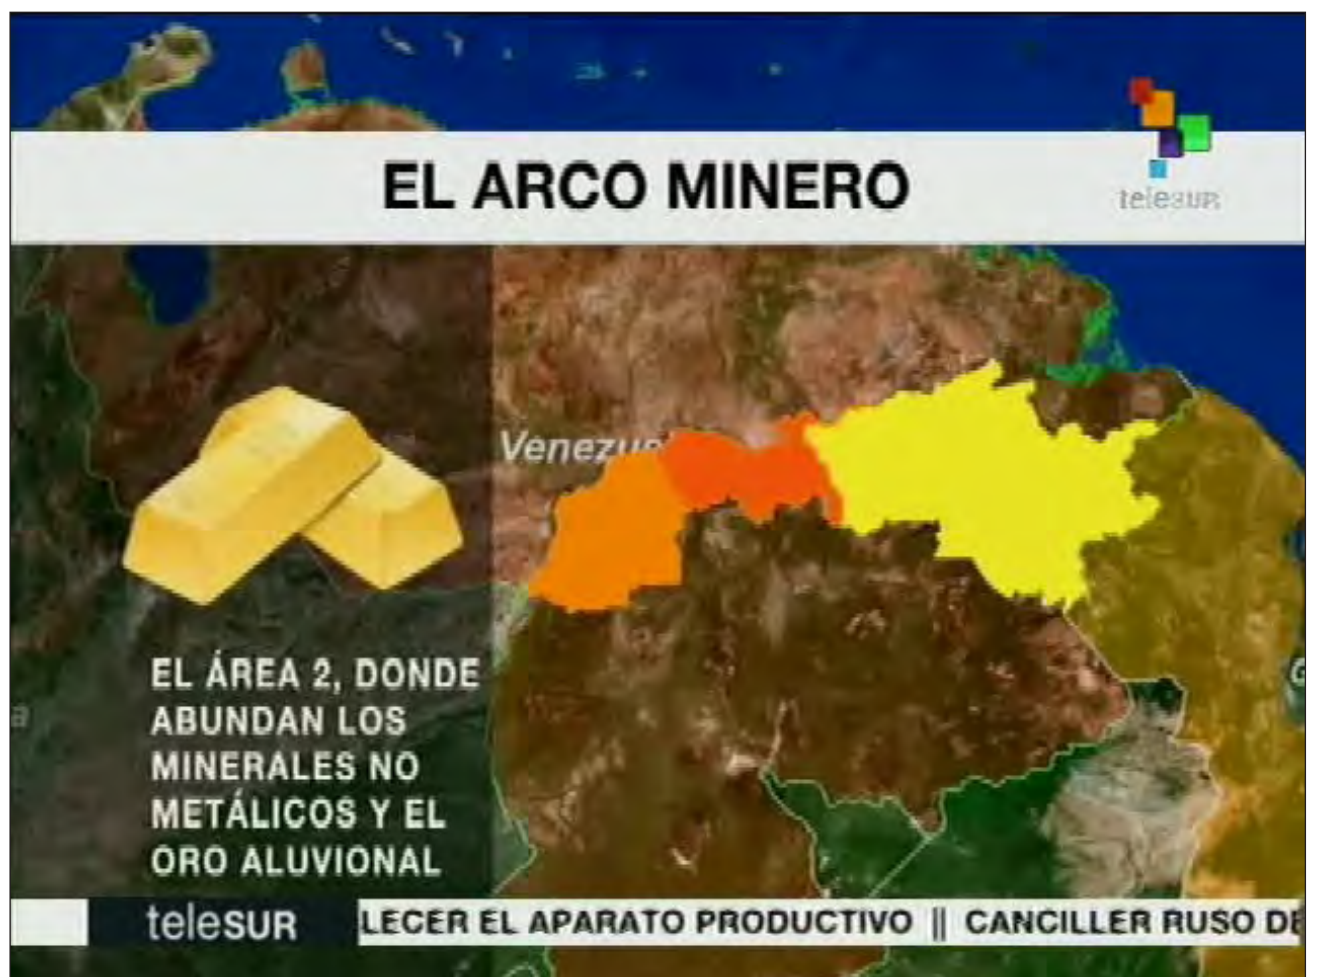 EL ARCO MINERO
telesur
Venezuel
EL ÁREA 2, DONDE
ABUNDAN LOS
MINERALES NO
METÁLICOS Y EL
ORO ALUVIONAL
G
a
teleSUR
LECER EL APARATO PRODUCTIVO || CANCILLER RUSO DE